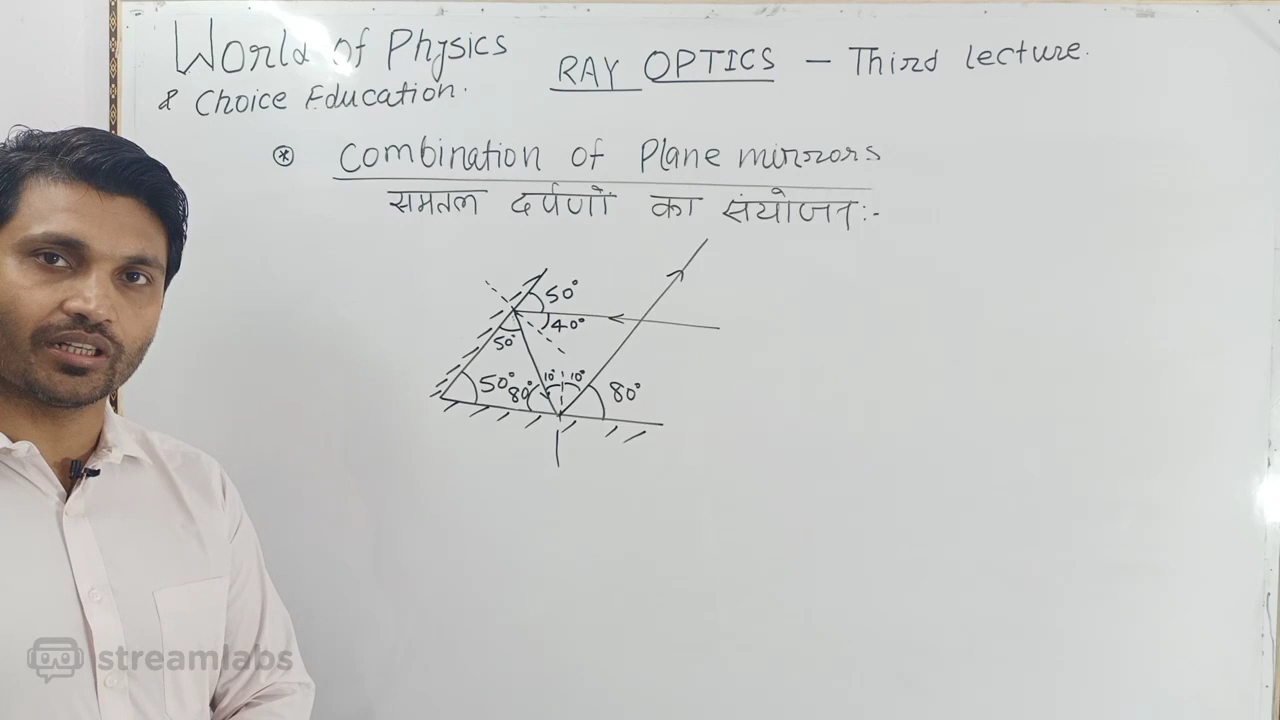 World of Physics
& Choice Education.
RAY OPTICS - Third lecture.
* Combination of Plane mirrors
समतल दर्पणों का संयोजन:-
50°
40°
50°
10° 10°
50° 80° 80°
streamlabs